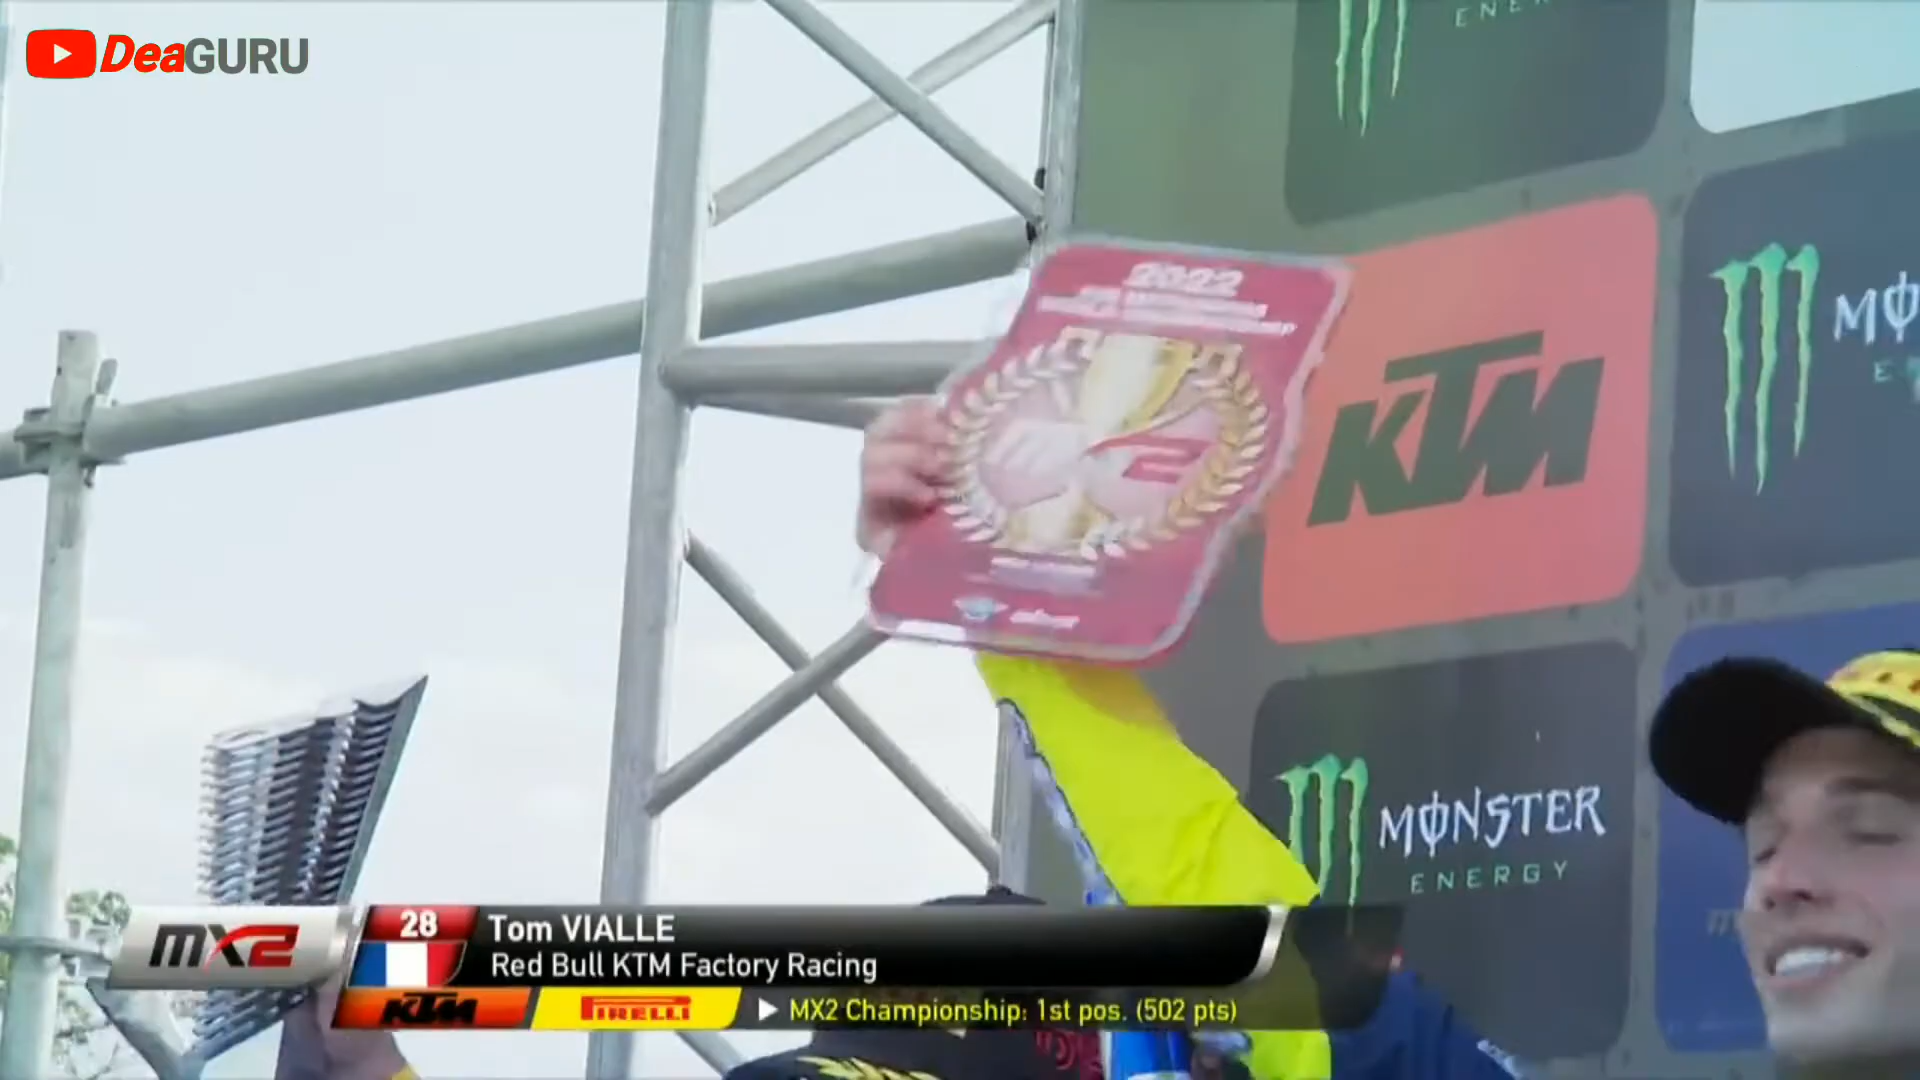 DeaGURU
ENER
2022
KTM
MONSTER
ENERGY
MX2
28
Tom VIALLE
Red Bull KTM Factory Racing
KTM
PIRELLI
MX2 Championship: 1st pos. (502 pts)